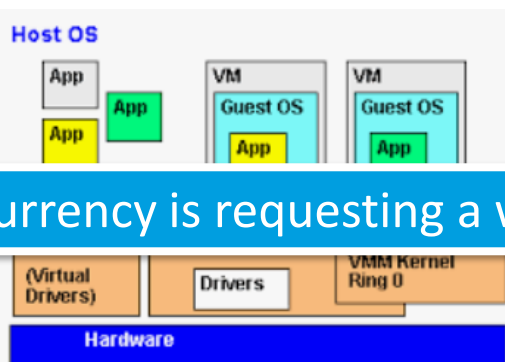 Host OS
App
App
App
VM
Guest OS
App
VM
Guest OS
App
urrency is requesting a
(Virtual
Drivers)
Drivers
VMM Kernel
Ring 0
Hardware